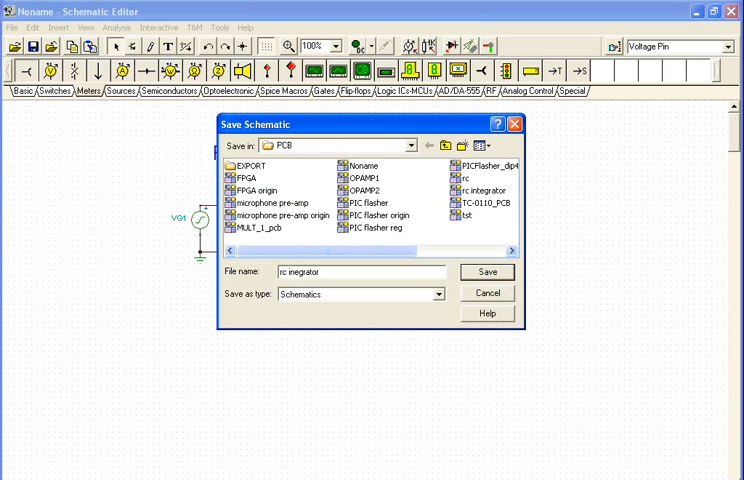 Noname - Schematic Editor
File Edit Insert View Analysis Interactive T&M Tools Help
100% DC Voltage Pin
Basic Switches Meters Sources Semiconductors Optoelectronic Spice Macros Gates Flip-flops Logic ICs-MCUs AD/DA-555 RF Analog Control Special
Save Schematic
Save in: PCB
EXPORT Noname PICFlasher_dip4
FPGA OPAMP1 rc
FPGA origin OPAMP2 rc integrator
microphone pre-amp PIC flasher TC-0110_PCB
microphone pre-amp origin PIC flasher origin tst
MULT_1_pcb PIC flasher reg
VG1
File name: rc inegrator Save
Save as type: Schematics Cancel
Help